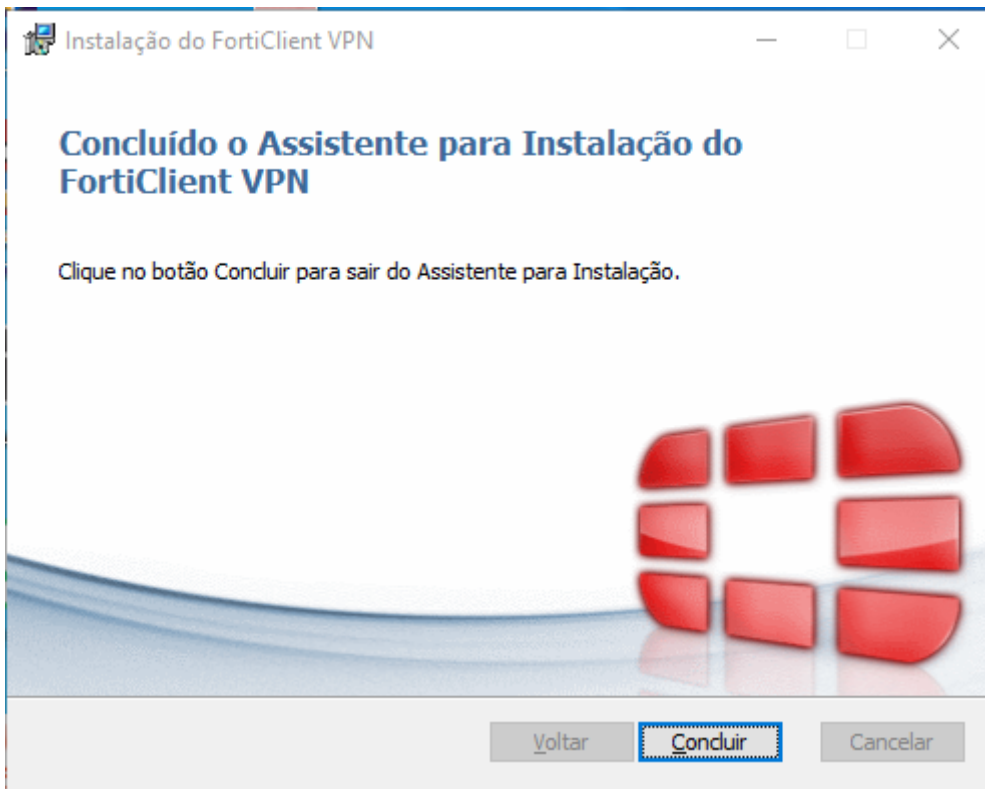 Instalação do FortiClient VPN
Concluído o Assistente para Instalação do
FortiClient VPN
Clique no botão Concluir para sair do Assistente para Instalação.
Voltar
Concluir
Cancelar